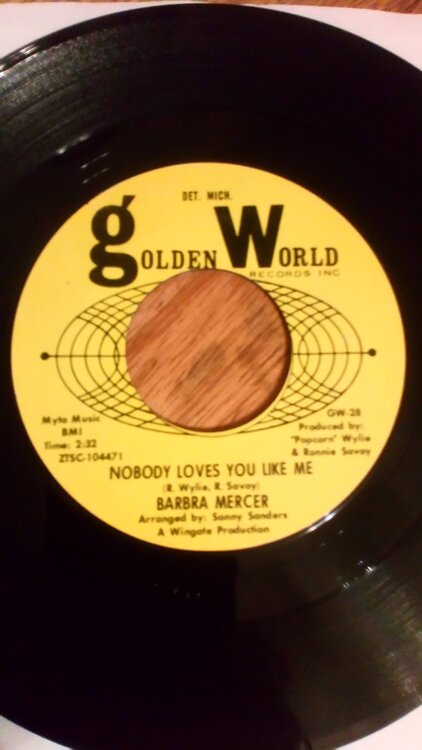 DET. MICH.
gOLDEN WORLD
RECORDS INC
Myto Music
BMI
Time: 2:32
ZTSC-104471
GW-28
Produced by:
"Popcorn" Wylie
& Ronnie Savoy
NOBODY LOVES YOU LIKE ME
(R. Wylie, R. Savoy)
BARBRA MERCER
Arranged by: Sonny Sanders
A Wingate Production